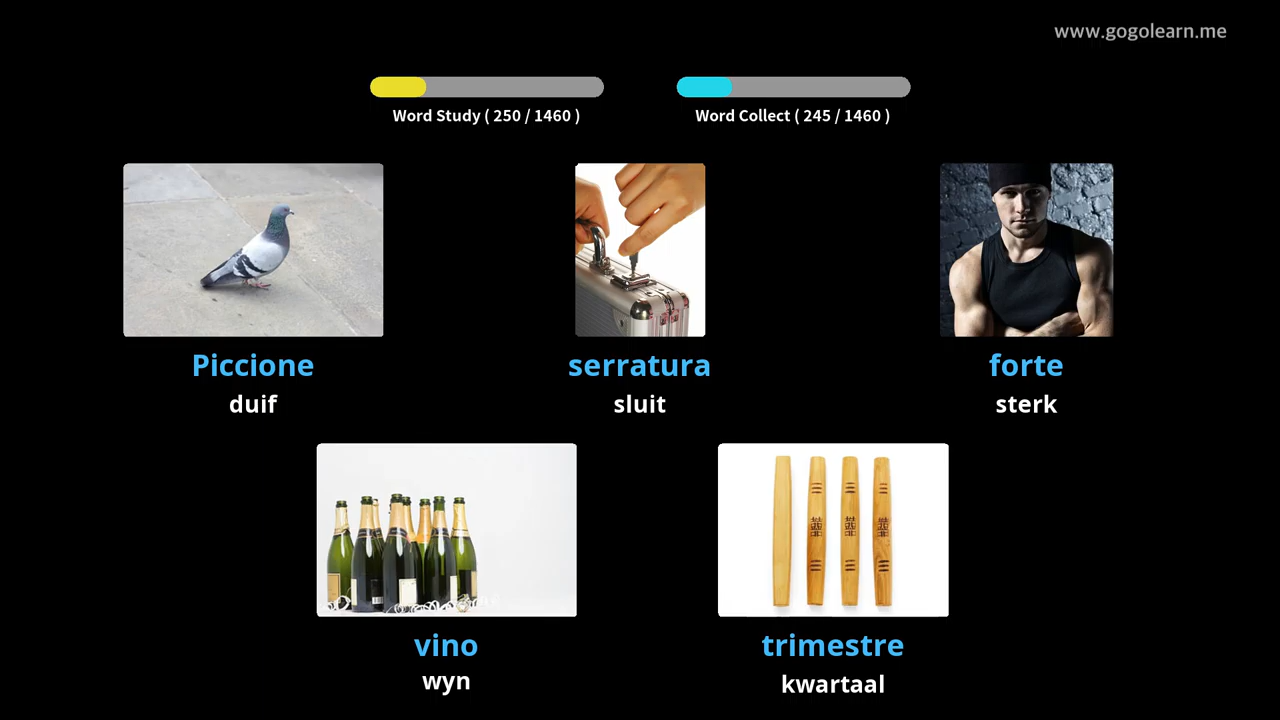 www.gogolearn.me
Word Study ( 250 / 1460 )
Word Collect ( 245 / 1460 )
Piccione
serratura
forte
duif
sluit
sterk
vino
trimestre
wyn
kwartaal